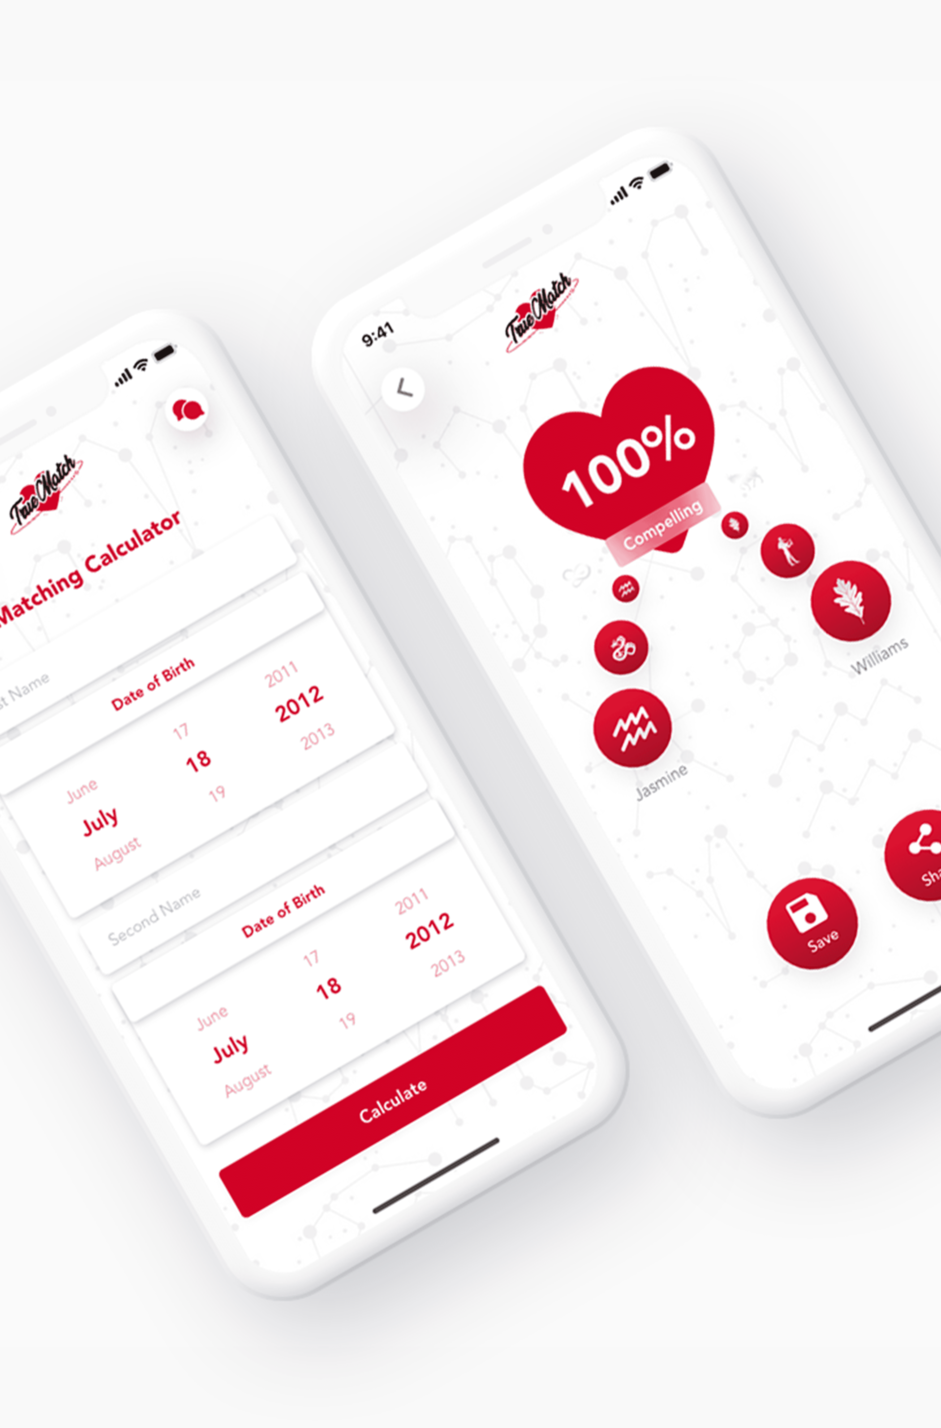 True Match
Matching Calculator
st Name
Date of Birth
17
2011
June
18
2012
July
19
2013
August
Second Name
Date of Birth
17
2011
June
18
2012
July
19
2013
August
Calculate
9:41
True Match
100%
Compelling
Williams
Jasmine
Save
Sha